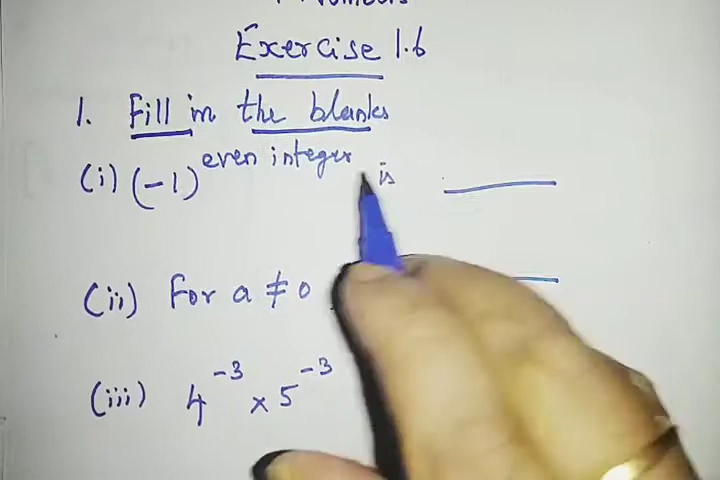 Exercise 1.6
1. Fill in the blanks
(i) (-1)^even integer is ______
(ii) For a ≠ 0
(iii) 4^-3 × 5^-3